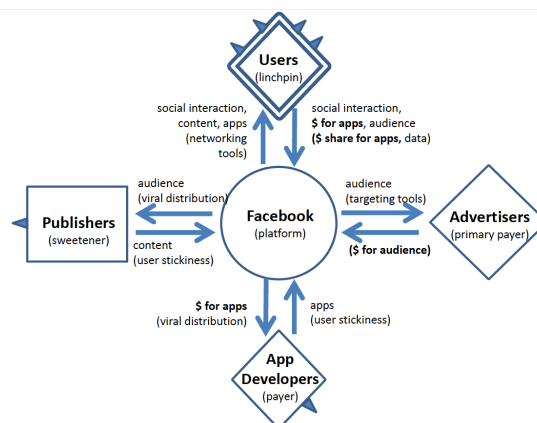 Users
(linchpin)
social interaction,
content, apps
(networking
tools)
social interaction,
$ for apps, audience
($ share for apps, data)
audience
(viral distribution)
Publishers
(sweetener)
content
(user stickiness)
Facebook
(platform)
audience
(targeting tools)
($ for audience)
Advertisers
(primary payer)
$ for apps
(viral distribution)
apps
(user stickiness)
App
Developers
(payer)